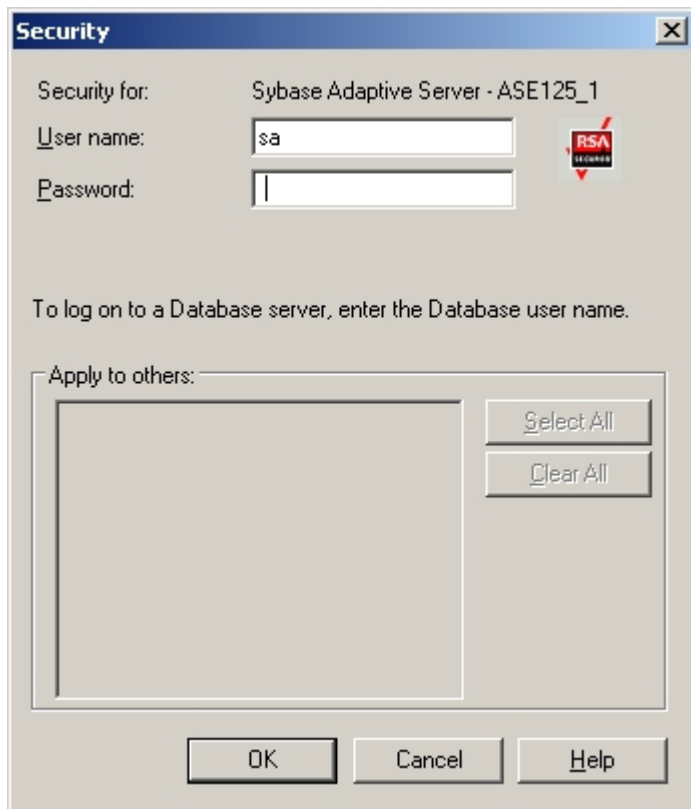 Security
Security for: Sybase Adaptive Server - ASE125_1
User name: sa
RSA
SECURED
Password:
To log on to a Database server, enter the Database user name.
Apply to others:
Select All
Clear All
OK Cancel Help